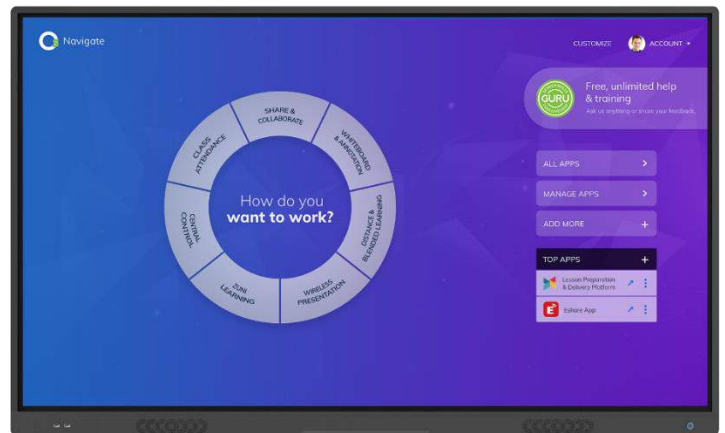 Navigate
CUSTOMIZE
ACCOUNT
SHARE &
COLLABORATE
WHITEBOARD
& ANNOTATION
DISTANCE &
BLENDED LEARNING
WIRELESS
PRESENTATION
ZUNI
LEARNING
CENTRAL
CONTROL
CLASS
ATTENDANCE
How do you
want to work?
GURU
Free, unlimited help
& training
Ask us anything or share your feedback.
ALL APPS
MANAGE APPS
ADD MORE +
TOP APPS +
Lesson Preparation
& Delivery Platform
E
Eshare App